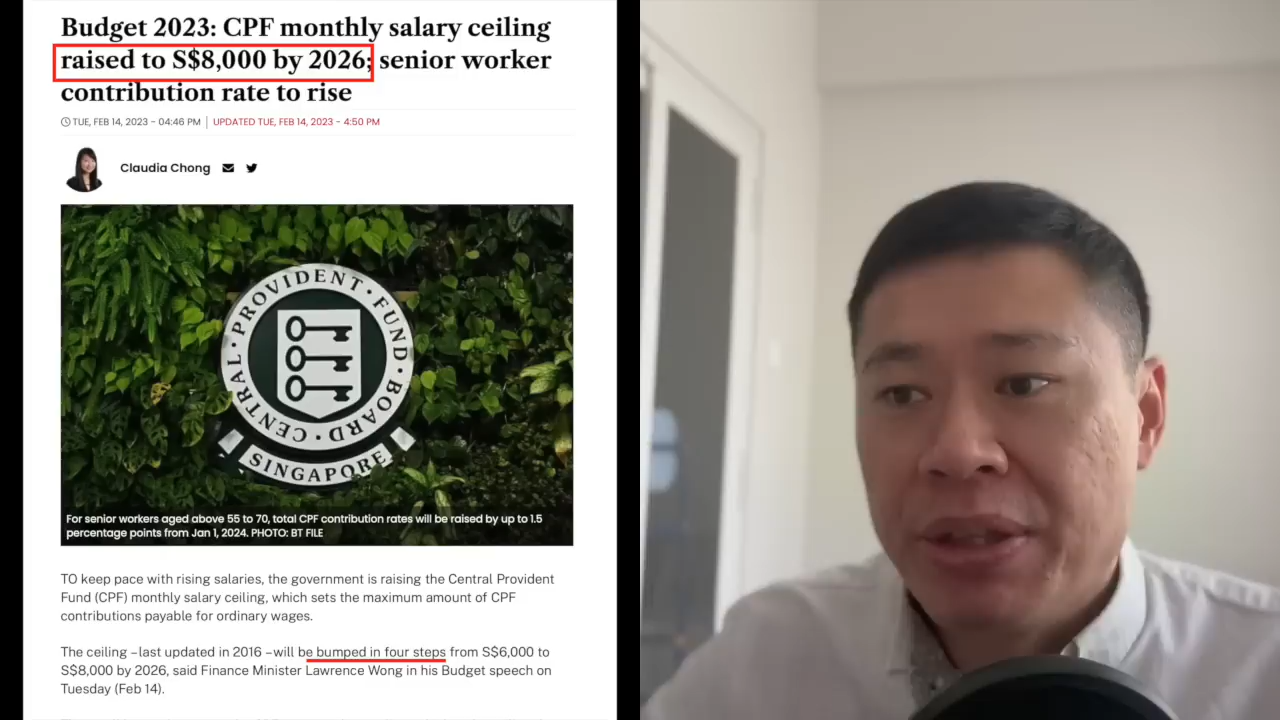 Budget 2023: CPF monthly salary ceiling
raised to S$8,000 by 2026; senior worker
contribution rate to rise
TUE, FEB 14, 2023 – 04:46 PM | UPDATED TUE, FEB 14, 2023 – 4:50 PM
Claudia Chong
CENTRAL · PROVIDENT · FUND · BOARD ·
SINGAPORE
For senior workers aged above 55 to 70, total CPF contribution rates will be raised by up to 1.5
percentage points from Jan 1, 2024. PHOTO: BT FILE
TO keep pace with rising salaries, the government is raising the Central Provident
Fund (CPF) monthly salary ceiling, which sets the maximum amount of CPF
contributions payable for ordinary wages.
The ceiling – last updated in 2016 – will be bumped in four steps from S$6,000 to
S$8,000 by 2026, said Finance Minister Lawrence Wong in his Budget speech on
Tuesday (Feb 14).